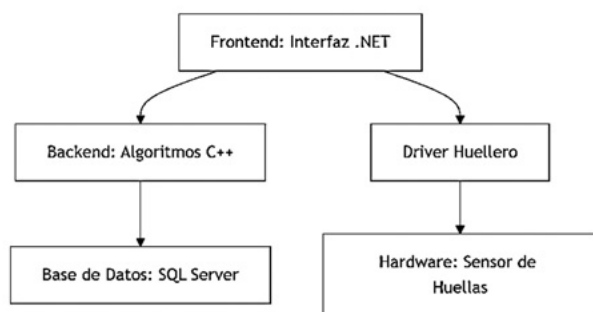 Frontend: Interfaz .NET
Backend: Algoritmos C++
Driver Huellero
Base de Datos: SQL Server
Hardware: Sensor de
Huellas